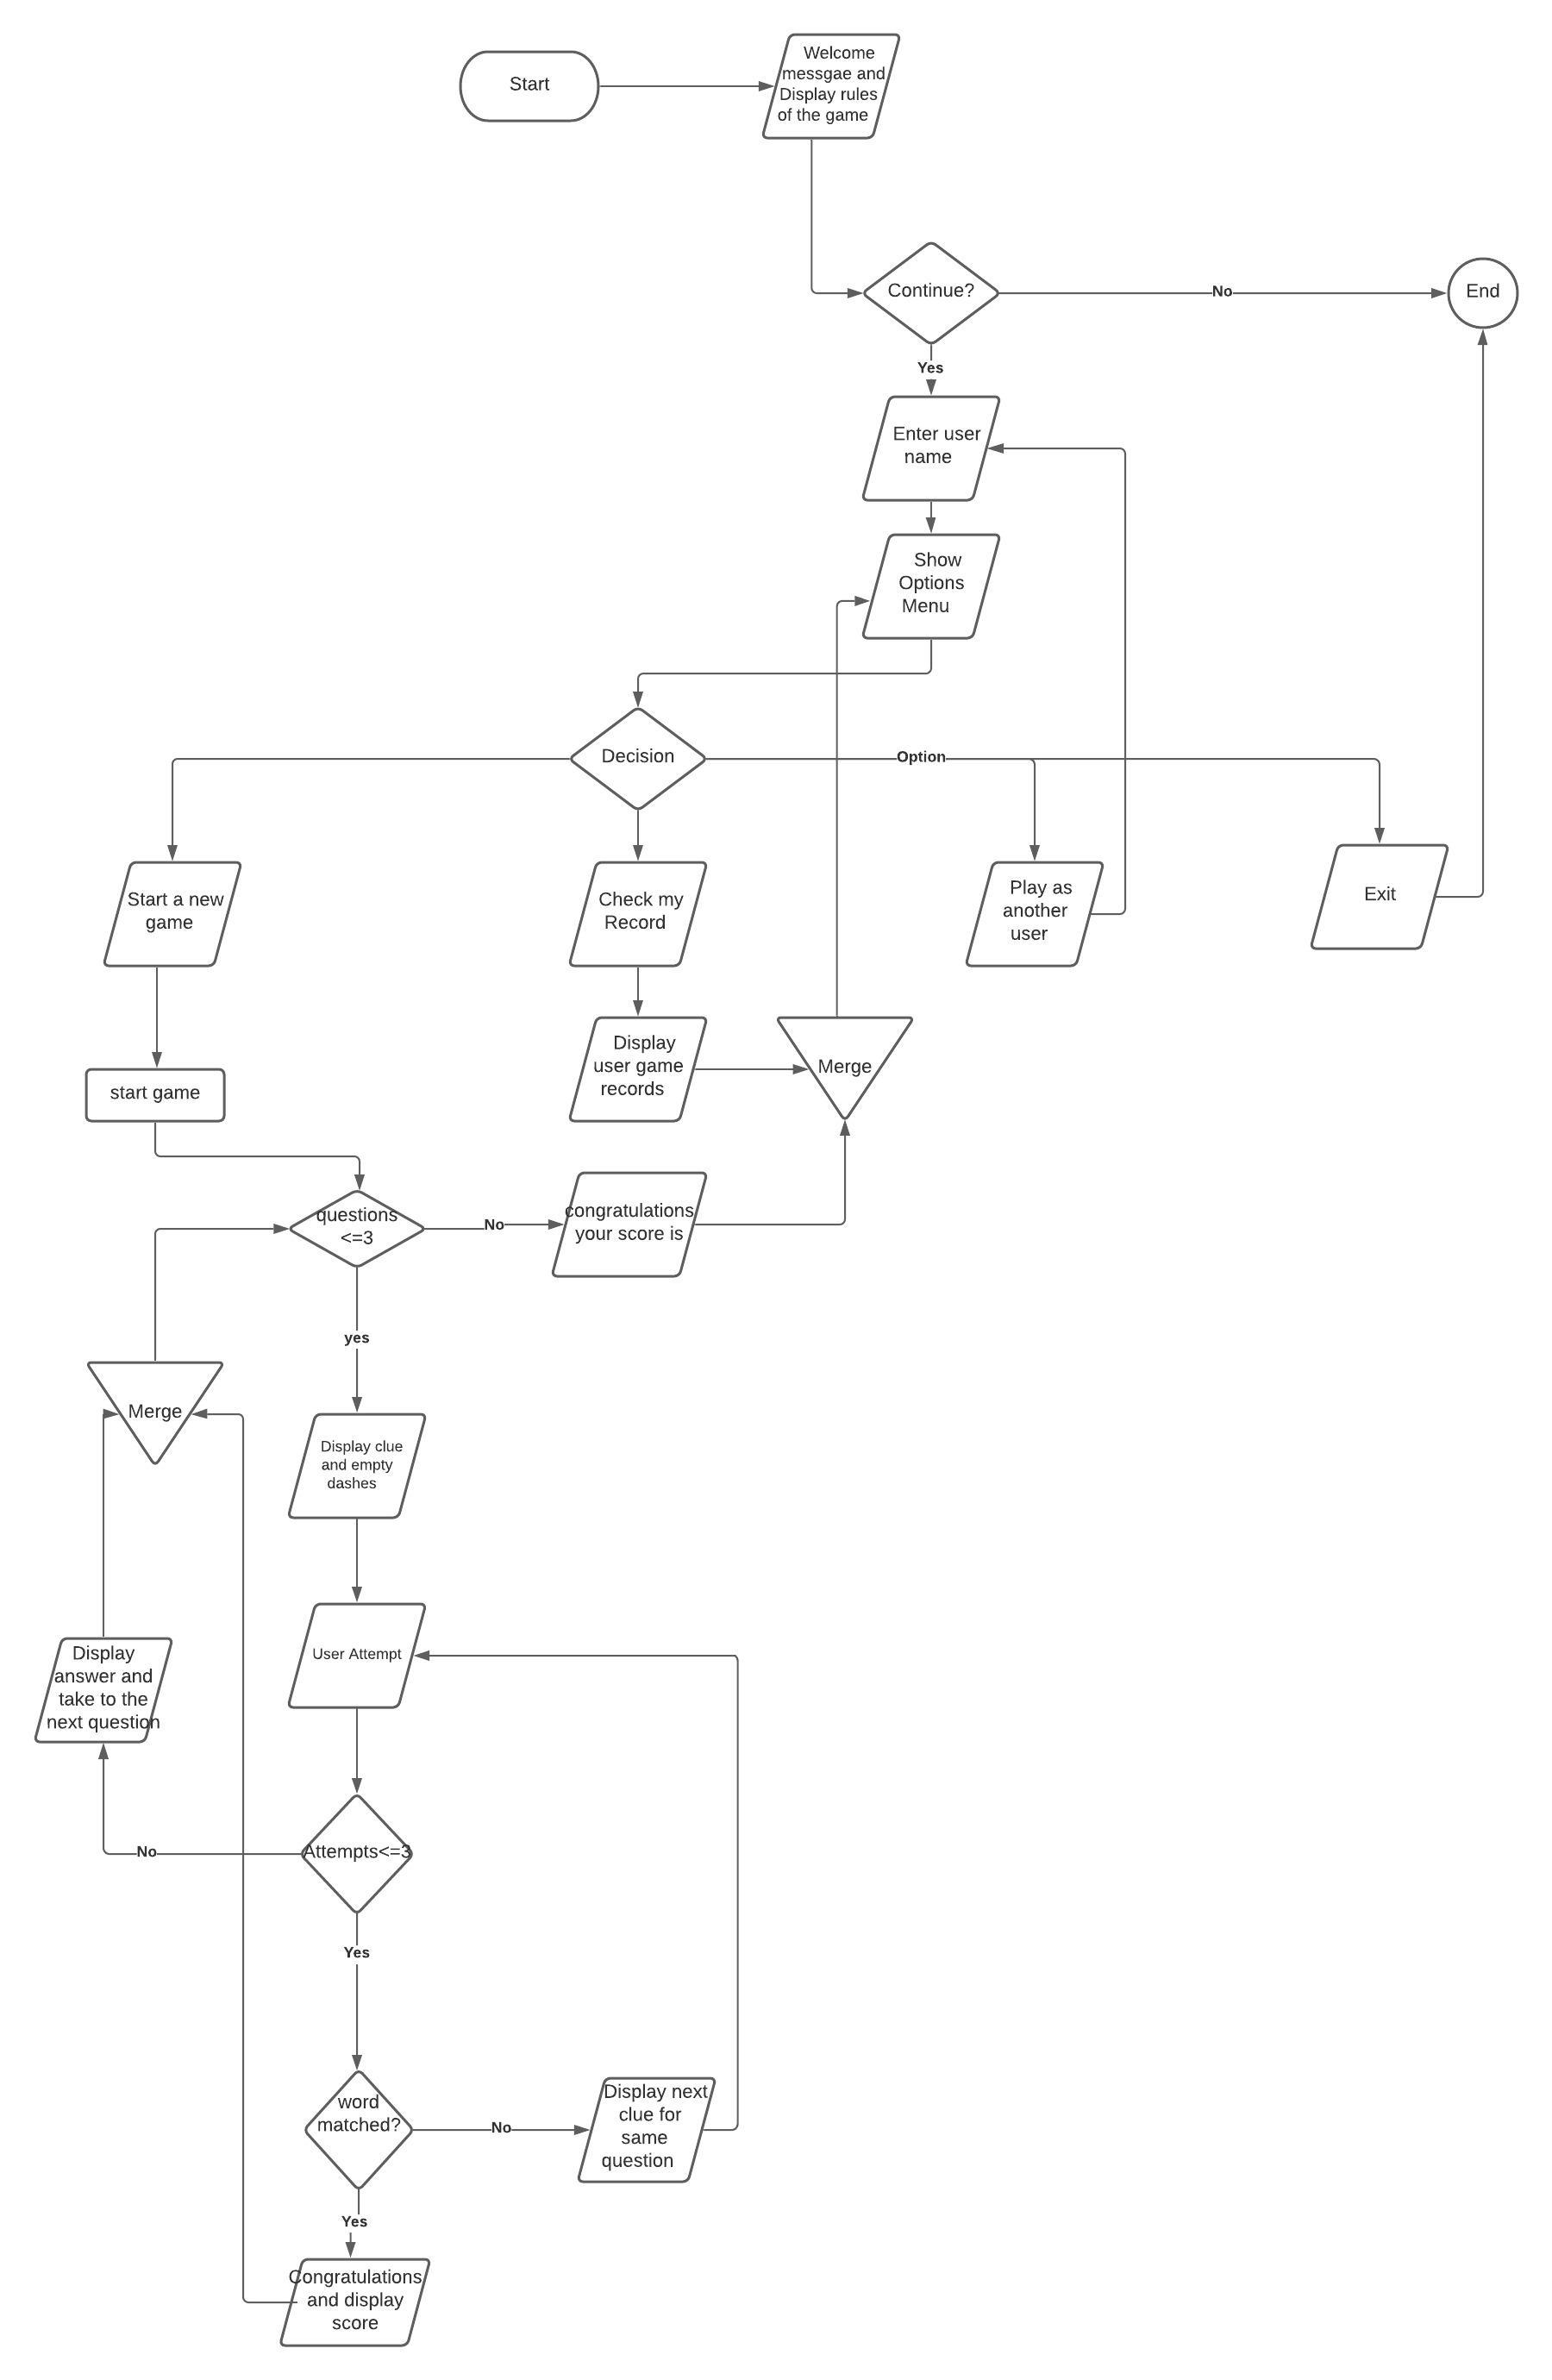 Start
Welcome
messgae and
Display rules
of the game
Continue?
No
End
Yes
Enter user
name
Show
Options
Menu
Decision
Option
Start a new
game
Check my
Record
Play as
another
user
Exit
start game
Display
user game
records
Merge
questions
<=3
No
congratulations
your score is
yes
Merge
Display clue
and empty
dashes
User Attempt
Display
answer and
take to the
next question
Attempts<=3
No
Yes
word
matched?
No
Display next
clue for
same
question
Yes
Congratulations
and display
score